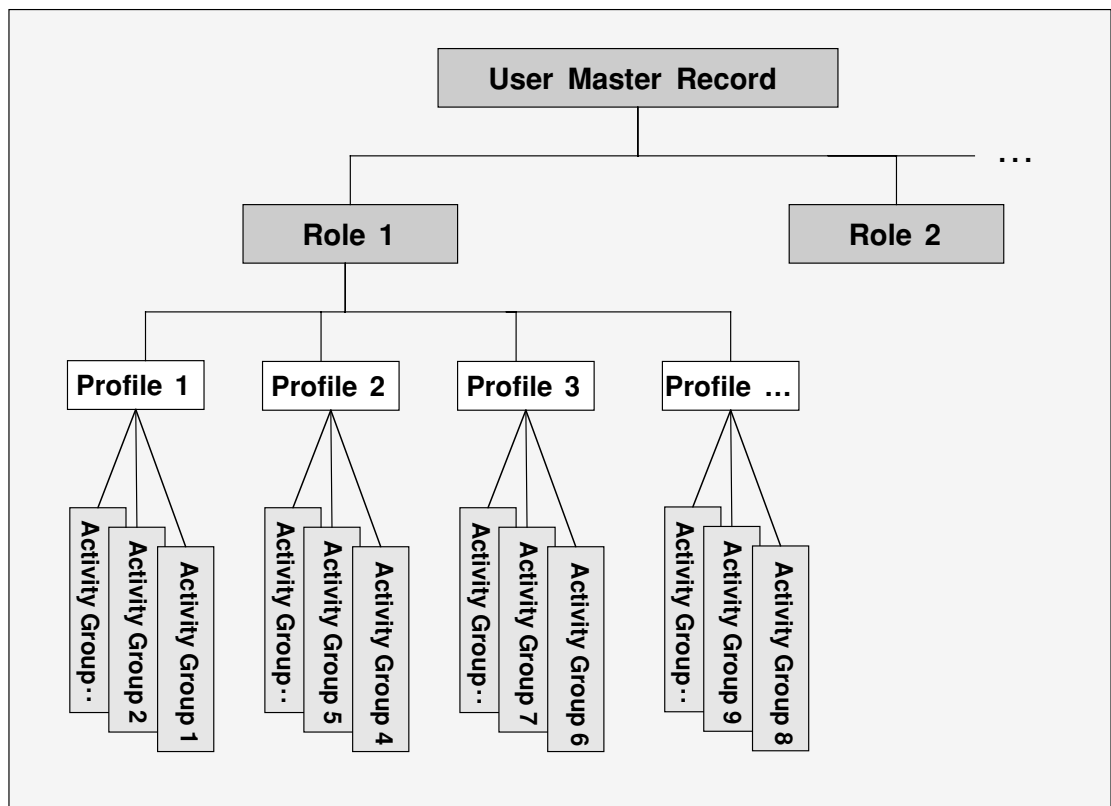 User Master Record
...
Role 1
Role 2
Profile 1
Profile 2
Profile 3
Profile ...
Activity Group..
Activity Group 2
Activity Group 1
Activity Group..
Activity Group 5
Activity Group 4
Activity Group..
Activity Group 7
Activity Group 6
Activity Group..
Activity Group 9
Activity Group 8